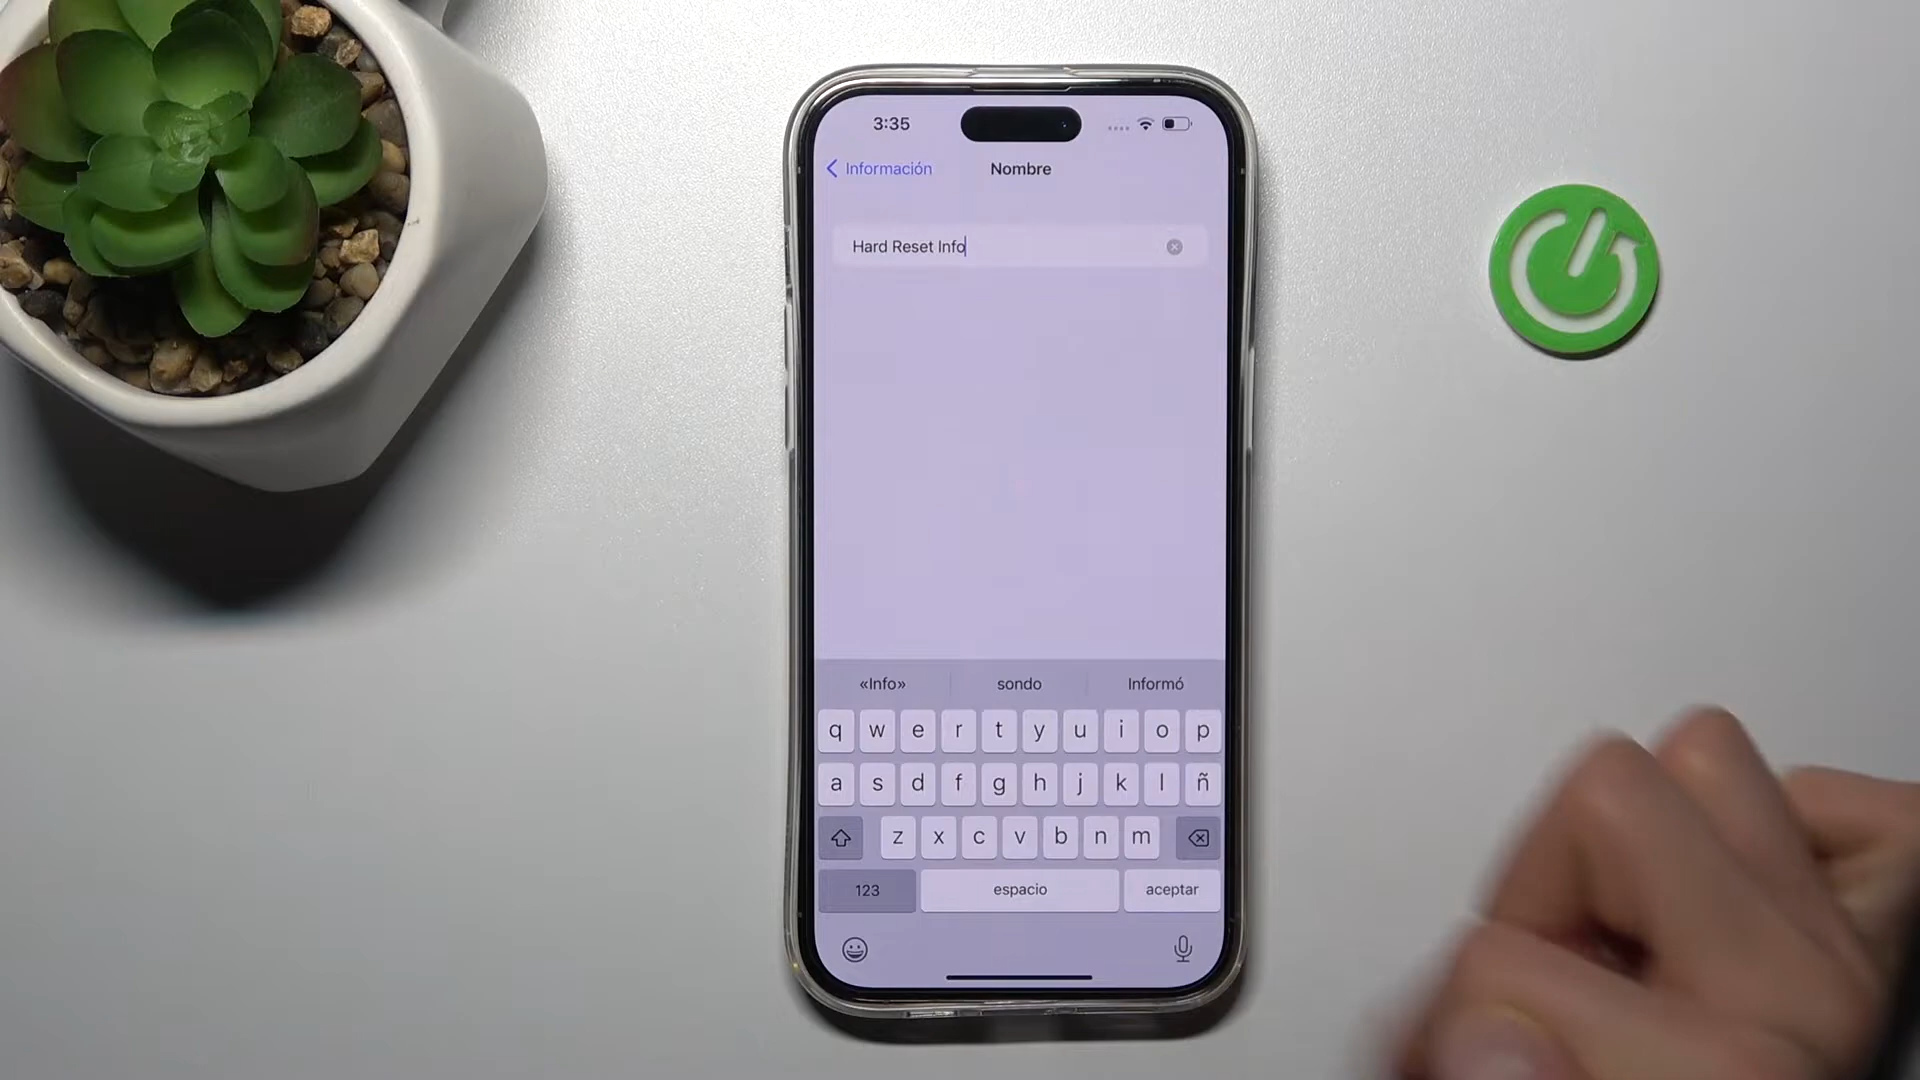 3:35
Información
Nombre
Hard Reset Info
«Info» sondo Informó
q w e r t y u i o p
a s d f g h j k l ñ
z x c v b n m
123 espacio aceptar